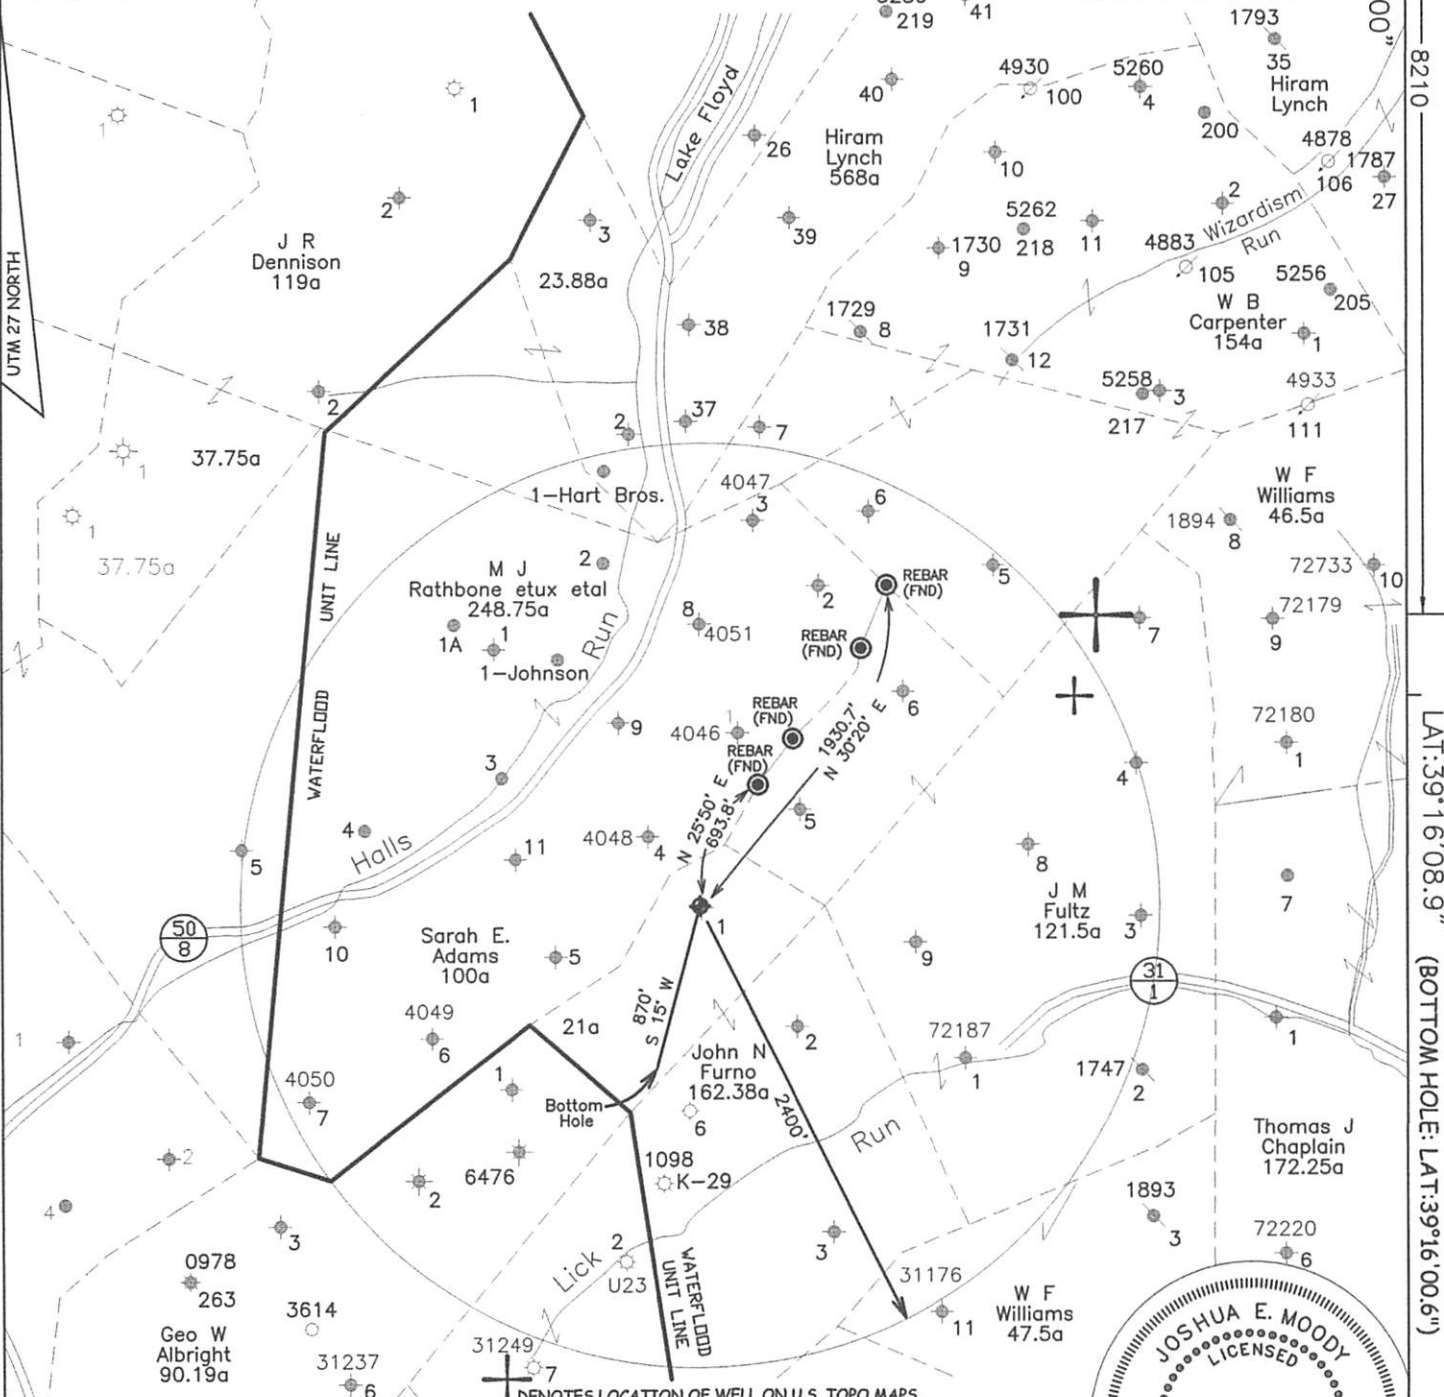 219
41
1793
35
Hiram
Lynch
00"
8210
4930
100
5260
4
40
1
1
Lake Floyd
26
Hiram
Lynch
568a
10
200
4878
106
1787
27
2
3
39
5262
218
11
2
Wizardism
Run
J R
Dennison
119a
23.88a
1730
9
4883
105
5256
205
UTM 27 NORTH
38
1729
8
1731
12
W B
Carpenter
154a
1
2
5258
3
217
4933
111
2
37
7
37.75a
1
1-Hart Bros.
4047
3
6
W F
Williams
46.5a
1894
8
1
37.75a
UNIT LINE
2
M J
Rathbone etux etal
248.75a
2
REBAR
(FND)
5
72733
10
72179
9
7
8
4051
1A
1
1-Johnson
Run
REBAR
(FND)
6
WATERFLOOD
9
4046
1
REBAR
(FND)
REBAR
(FND)
1930.7'
N 30°20' E
72180
1
LAT:39°16'08.9"
3
4
4
Halls
5
11
4048
4
N 25°50' E
693.8'
5
8
7
J M
Fultz
121.5a
3
50
8
10
Sarah E.
Adams
100a
5
1
9
31
1
870'
S 15° W
4049
6
21a
2
72187
1
1
1
John N
Furno
162.38a
2400'
6
1747
2
4050
7
1
Bottom
Hole
Run
(BOTTOM HOLE: LAT:39°16'00.6")
Thomas J
Chaplain
172.25a
2
6476
2
1098
K-29
4
3
3
1893
3
72220
6
0978
263
2
U23
Lick
WATERFLOOD
UNIT LINE
31176
11
W F
Williams
47.5a
3614
Geo W
Albright
90.19a
31237
6
31249
7
JOSHUA E. MOODY
LICENSED
DENOTES LOCATION OF WELL ON U.S. TOPO MAPS